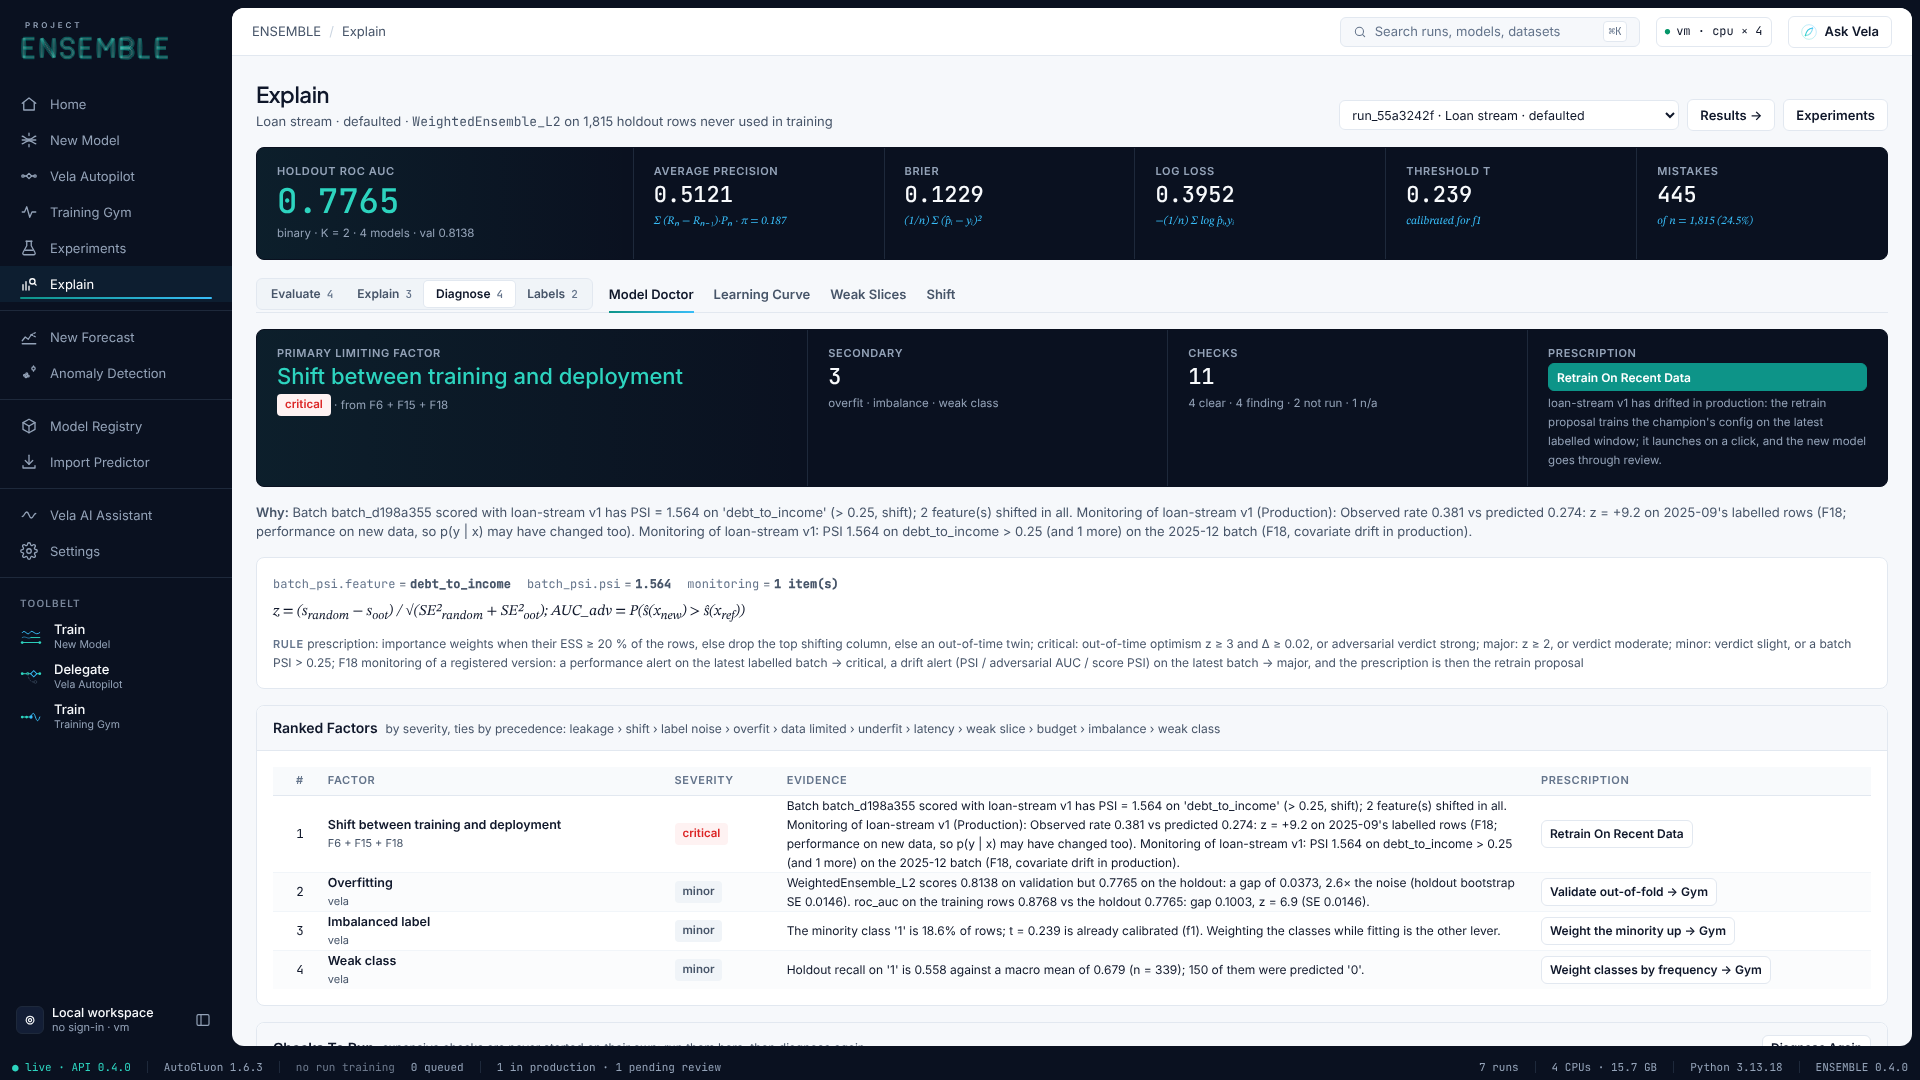 PROJECT
ENSEMBLE
Home
New Model
Vela Autopilot
Training Gym
Experiments
Explain
New Forecast
Anomaly Detection
Model Registry
Import Predictor
Vela AI Assistant
Settings
TOOLBELT
Train
New Model
Delegate
Vela Autopilot
Train
Training Gym
Local workspace
no sign-in · vm
ENSEMBLE / Explain
Search runs, models, datasets ⌘K
vm · cpu × 4
Ask Vela
Explain
Loan stream · defaulted · WeightedEnsemble_L2 on 1,815 holdout rows never used in training
run_55a3242f · Loan stream · defaulted
Results →
Experiments
HOLDOUT ROC AUC
0.7765
binary · K = 2 · 4 models · val 0.8138
AVERAGE PRECISION
0.5121
Σ (Rₙ − Rₙ₋₁)·Pₙ · π = 0.187
BRIER
0.1229
(1/n) Σ (p̂ᵢ − yᵢ)²
LOG LOSS
0.3952
−(1/n) Σ log p̂ᵢ,yᵢ
THRESHOLD T
0.239
calibrated for f1
MISTAKES
445
of n = 1,815 (24.5%)
Evaluate 4
Explain 3
Diagnose 4
Labels 2
Model Doctor
Learning Curve
Weak Slices
Shift
PRIMARY LIMITING FACTOR
Shift between training and deployment
critical · from F6 + F15 + F18
SECONDARY
3
overfit · imbalance · weak class
CHECKS
11
4 clear · 4 finding · 2 not run · 1 n/a
PRESCRIPTION
Retrain On Recent Data
loan-stream v1 has drifted in production: the retrain
proposal trains the champion's config on the latest
labelled window; it launches on a click, and the new model
goes through review.
Why: Batch batch_d198a355 scored with loan-stream v1 has PSI = 1.564 on 'debt_to_income' (> 0.25, shift); 2 feature(s) shifted in all. Monitoring of loan-stream v1 (Production): Observed rate 0.381 vs predicted 0.274: z = +9.2 on 2025-09's labelled rows (F18;
performance on new data, so p(y | x) may have changed too). Monitoring of loan-stream v1: PSI 1.564 on debt_to_income > 0.25 (and 1 more) on the 2025-12 batch (F18, covariate drift in production).
batch_psi.feature = debt_to_income batch_psi.psi = 1.564 monitoring = 1 item(s)
z = (s_random − s_oot) / √(SE²_random + SE²_oot); AUC_adv = P(ŝ(x_new) > ŝ(x_ref))
RULE prescription: importance weights when their ESS ≥ 20 % of the rows, else drop the top shifting column, else an out-of-time twin; critical: out-of-time optimism z ≥ 3 and Δ ≥ 0.02, or adversarial verdict strong; major: z ≥ 2, or verdict moderate; minor: verdict slight, or a batch
PSI > 0.25; F18 monitoring of a registered version: a performance alert on the latest labelled batch → critical, a drift alert (PSI / adversarial AUC / score PSI) on the latest batch → major, and the prescription is then the retrain proposal
Ranked Factors by severity, ties by precedence: leakage › shift › label noise › overfit › data limited › underfit › latency › weak slice › budget › imbalance › weak class
# FACTOR SEVERITY EVIDENCE PRESCRIPTION
1
Shift between training and deployment
F6 + F15 + F18
critical
Batch batch_d198a355 scored with loan-stream v1 has PSI = 1.564 on 'debt_to_income' (> 0.25, shift); 2 feature(s) shifted in all.
Monitoring of loan-stream v1 (Production): Observed rate 0.381 vs predicted 0.274: z = +9.2 on 2025-09's labelled rows (F18;
performance on new data, so p(y | x) may have changed too). Monitoring of loan-stream v1: PSI 1.564 on debt_to_income > 0.25
(and 1 more) on the 2025-12 batch (F18, covariate drift in production).
Retrain On Recent Data
2
Overfitting
vela
minor
WeightedEnsemble_L2 scores 0.8138 on validation but 0.7765 on the holdout: a gap of 0.0373, 2.6× the noise (holdout bootstrap
SE 0.0146). roc_auc on the training rows 0.8768 vs the holdout 0.7765: gap 0.1003, z = 6.9 (SE 0.0146).
Validate out-of-fold → Gym
3
Imbalanced label
vela
minor
The minority class '1' is 18.6% of rows; t = 0.239 is already calibrated (f1). Weighting the classes while fitting is the other lever.
Weight the minority up → Gym
4
Weak class
vela
minor
Holdout recall on '1' is 0.558 against a macro mean of 0.679 (n = 339); 150 of them were predicted '0'.
Weight classes by frequency → Gym
live · API 0.4.0
AutoGluon 1.6.3
no run training 0 queued
1 in production · 1 pending review
7 runs
4 CPUs · 15.7 GB
Python 3.13.18
ENSEMBLE 0.4.0